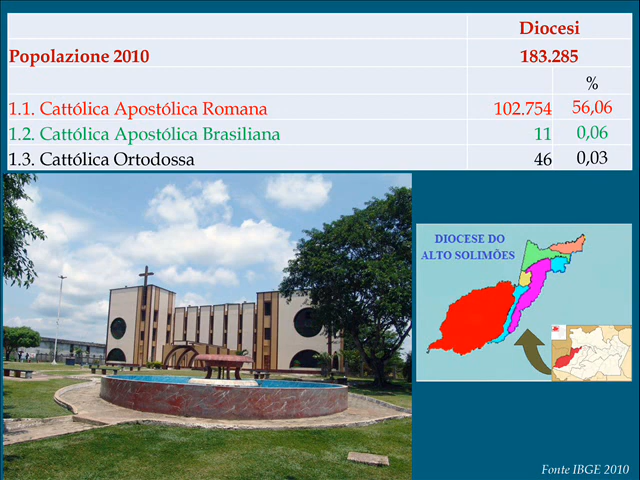 Diocesi
Popolazione 2010 183.285
%
1.1. Cattólica Apostólica Romana 102.754 56,06
1.2. Cattólica Apostólica Brasiliana 11 0,06
1.3. Cattólica Ortodossa 46 0,03
DIOCESE DO
ALTO SOLIMÕES
Fonte IBGE 2010